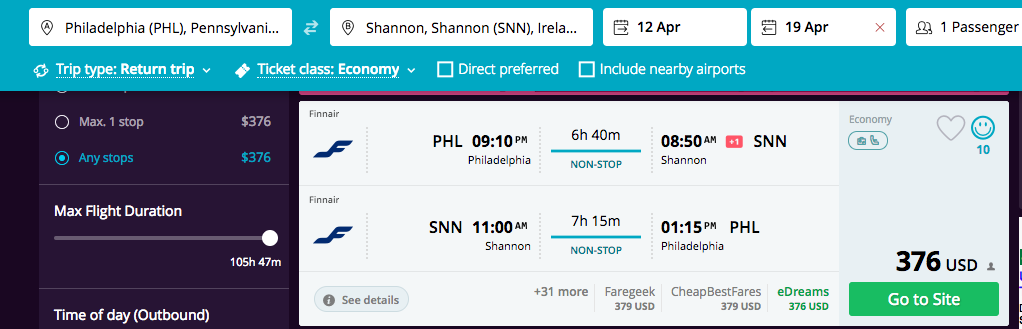 Philadelphia (PHL), Pennsylvani...
Shannon, Shannon (SNN), Irela...
12 Apr
19 Apr
1 Passenger
Trip type: Return trip
Ticket class: Economy
Direct preferred
Include nearby airports
Max. 1 stop $376
Any stops $376
Max Flight Duration
105h 47m
Time of day (Outbound)
Finnair
PHL 09:10 PM
Philadelphia
6h 40m
NON-STOP
08:50 AM +1 SNN
Shannon
Finnair
SNN 11:00 AM
Shannon
7h 15m
NON-STOP
01:15 PM PHL
Philadelphia
See details
+31 more
Faregeek
379 USD
CheapBestFares
379 USD
eDreams
376 USD
Economy
10
376 USD
Go to Site